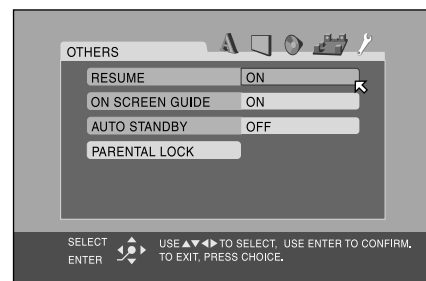 OTHERS
RESUME ON
ON SCREEN GUIDE ON
AUTO STANDBY OFF
PARENTAL LOCK
SELECT
ENTER
USE ▲▼◀▶ TO SELECT, USE ENTER TO CONFIRM.
TO EXIT, PRESS CHOICE.